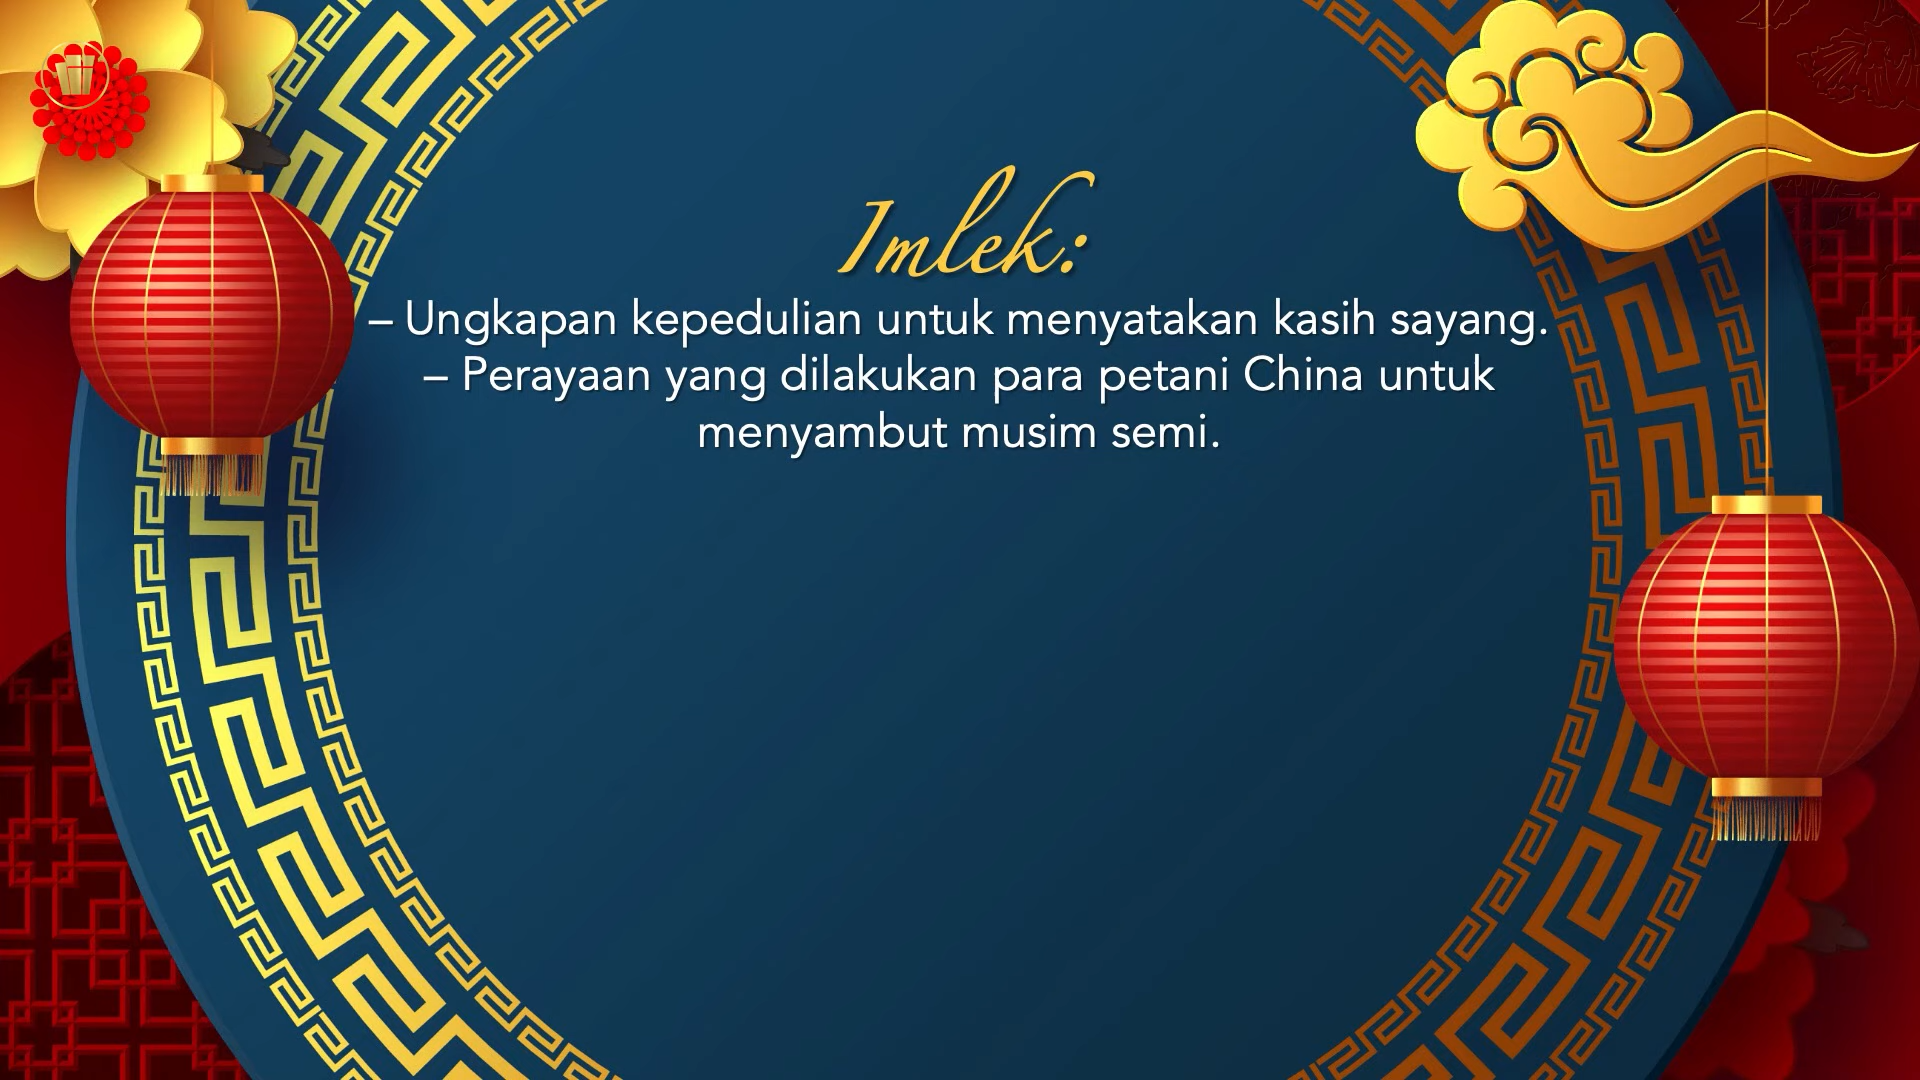 Imlek:
– Ungkapan kepedulian untuk menyatakan kasih sayang.
– Perayaan yang dilakukan para petani China untuk
menyambut musim semi.